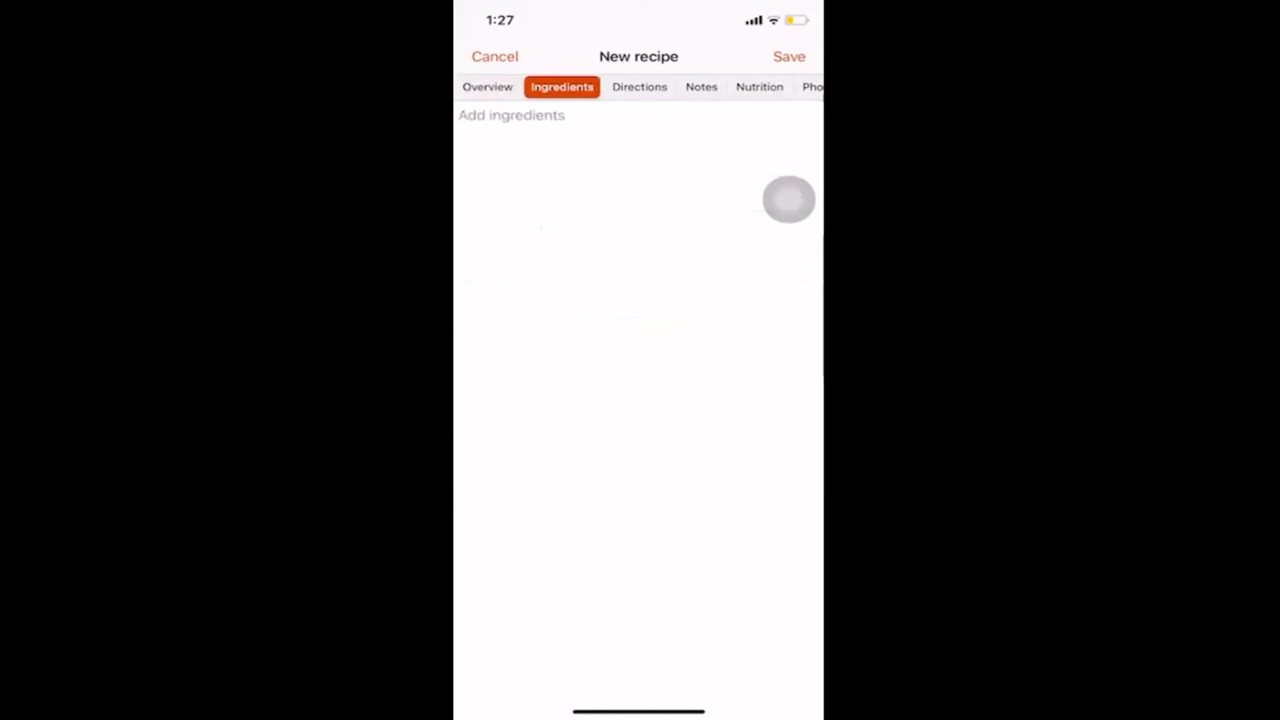 1:27
Cancel New recipe Save
Overview Ingredients Directions Notes Nutrition Pho
Add ingredients